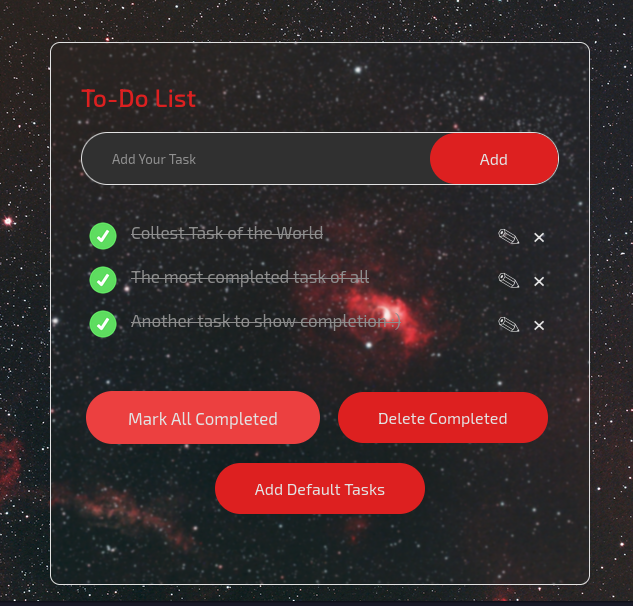 To-Do List
Add Your Task
Add
Collest Task of the World
The most completed task of all
Another task to show completion :)
Mark All Completed
Delete Completed
Add Default Tasks